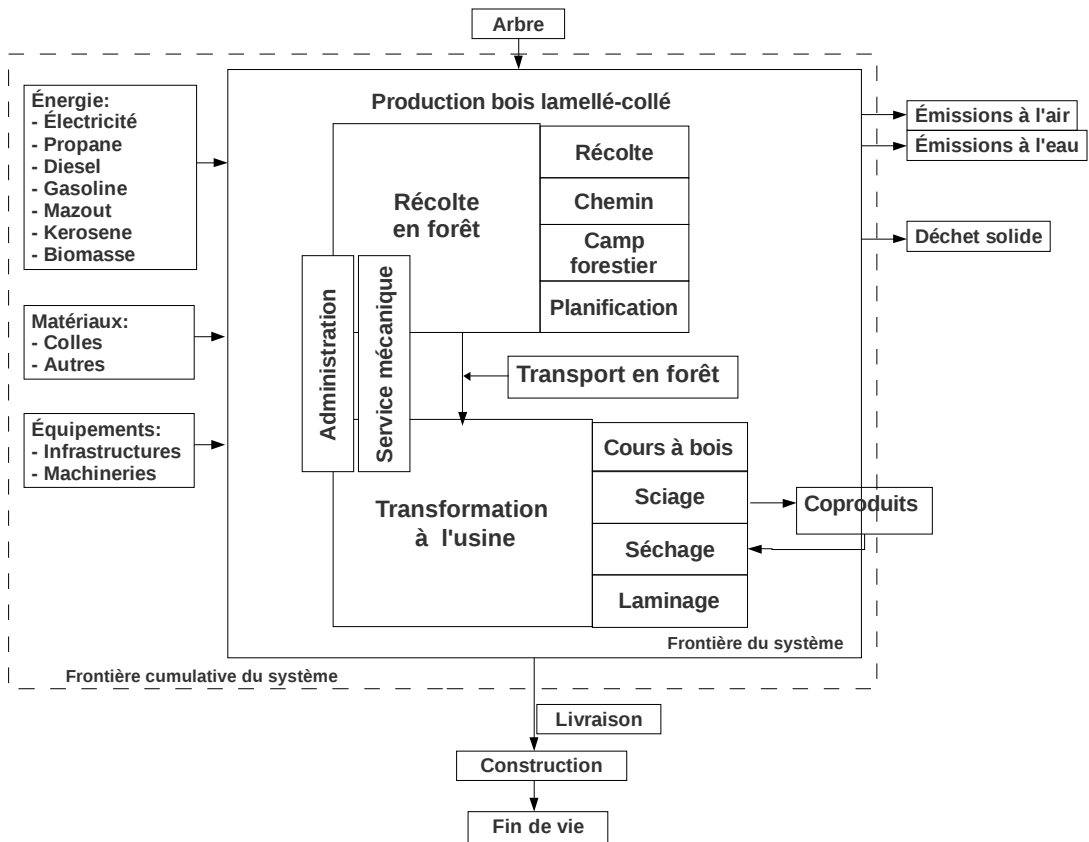 Arbre
Énergie:
- Électricité
- Propane
- Diesel
- Gasoline
- Mazout
- Kerosene
- Biomasse
Matériaux:
- Colles
- Autres
Équipements:
- Infrastructures
- Machineries
Production bois lamellé-collé
Récolte
en forêt
Récolte
Chemin
Camp
forestier
Planification
Administration
Service mécanique
Transport en forêt
Transformation
à l'usine
Cours à bois
Sciage
Séchage
Laminage
Coproduits
Émissions à l'air
Émissions à l'eau
Déchet solide
Frontière du système
Frontière cumulative du système
Livraison
Construction
Fin de vie